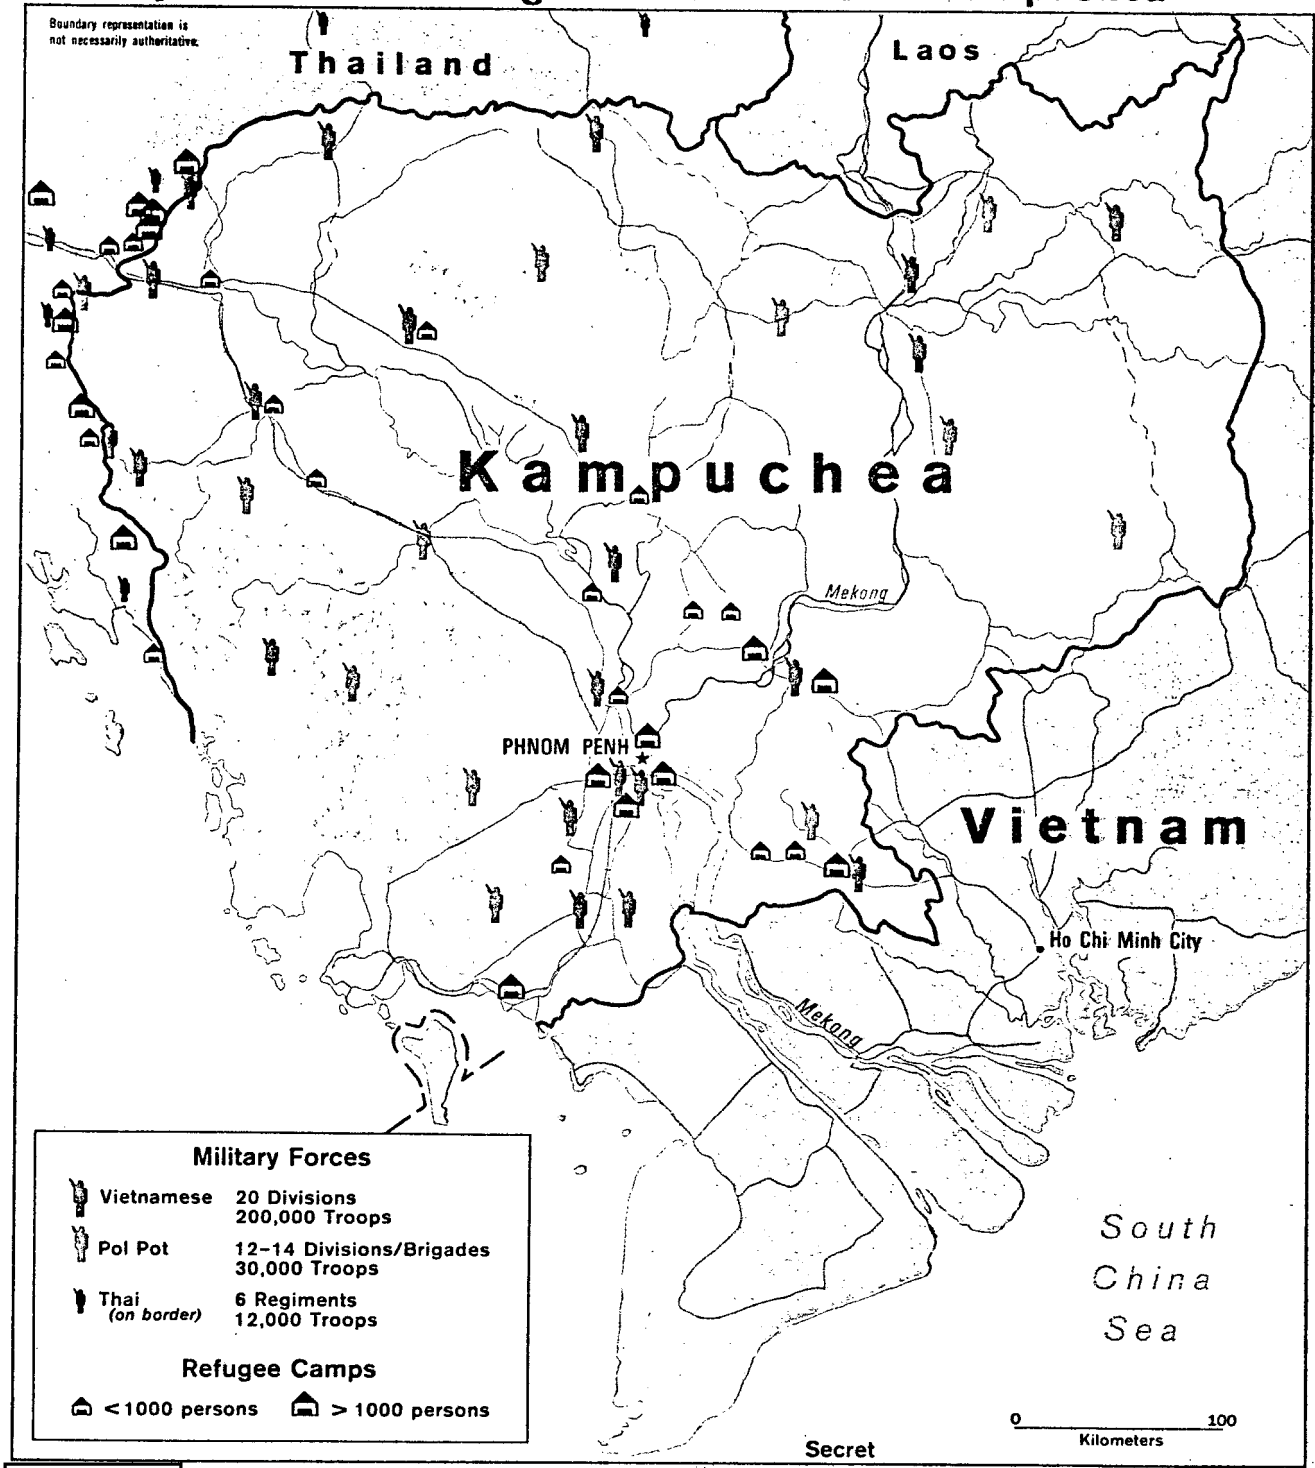 Boundary representation is
not necessarily authoritative.
Thailand
Laos
Kampuchea
Mekong
PHNOM PENH
Vietnam
Ho Chi Minh City
Mekong
Military Forces
Vietnamese 20 Divisions
200,000 Troops
Pol Pot 12-14 Divisions/Brigades
30,000 Troops
Thai 6 Regiments
(on border) 12,000 Troops
Refugee Camps
<1000 persons > 1000 persons
South
China
Sea
0 100
Kilometers
Secret